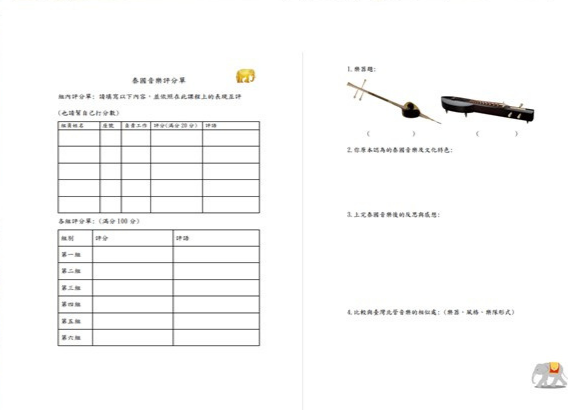 泰國音樂評分單
組內評分單：請填寫以下內容，並依照在此課程上的表現互評
(也請幫自己打分數)
組員姓名 座號 負責工作 評分(滿分 20 分) 評語
各組評分單：(滿分 100 分)
組別 評分 評語
第一組
第二組
第三組
第四組
第五組
第六組
1.樂器題：
( ) ( )
2.你原本認為的泰國音樂及文化特色：
3.上完泰國音樂後的反思與感想：
4.比較與臺灣北管音樂的相似處：(樂器、風格、樂隊形式)